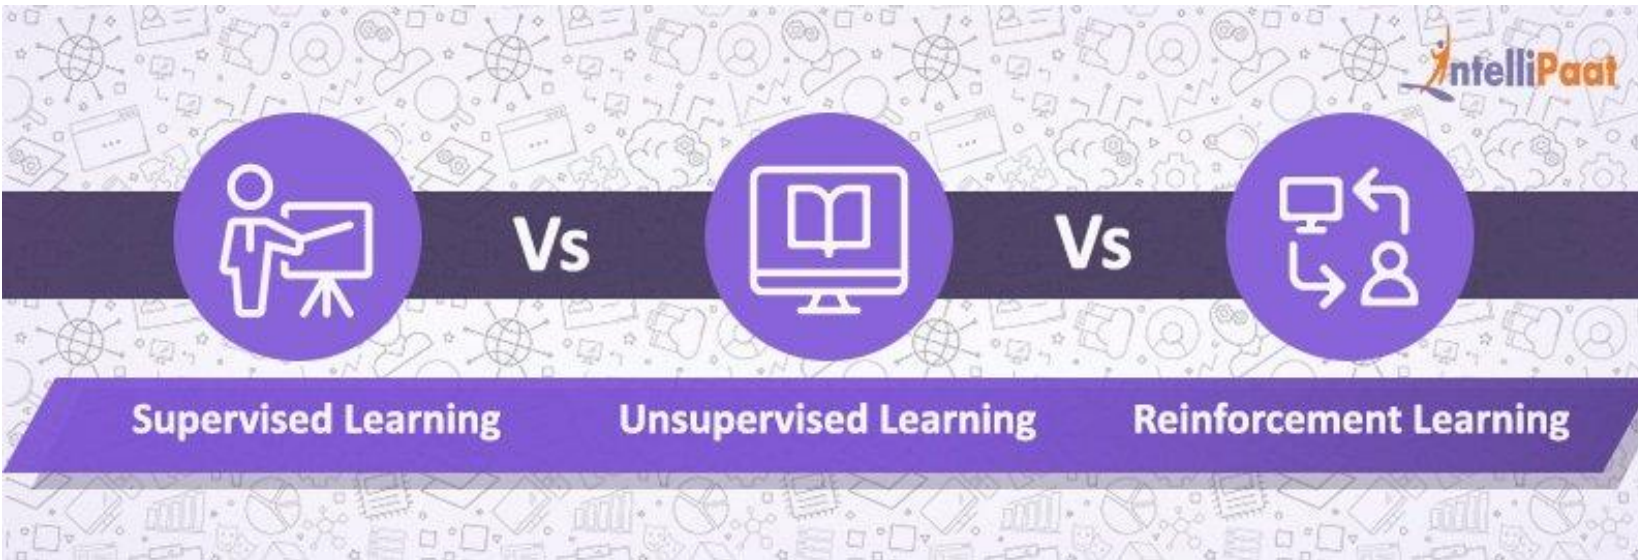 IntelliPaat
Vs
Vs
Supervised Learning
Unsupervised Learning
Reinforcement Learning